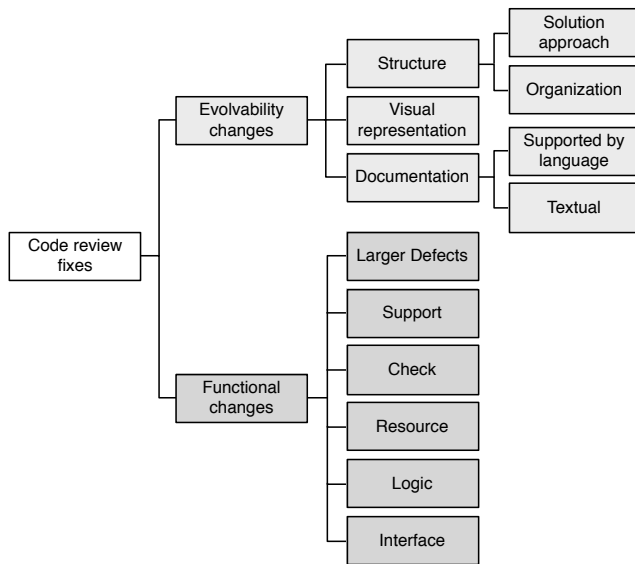 Solution
approach
Structure
Organization
Evolvability
changes
Visual
representation
Supported by
language
Documentation
Textual
Code review
fixes
Larger Defects
Support
Check
Functional
changes
Resource
Logic
Interface